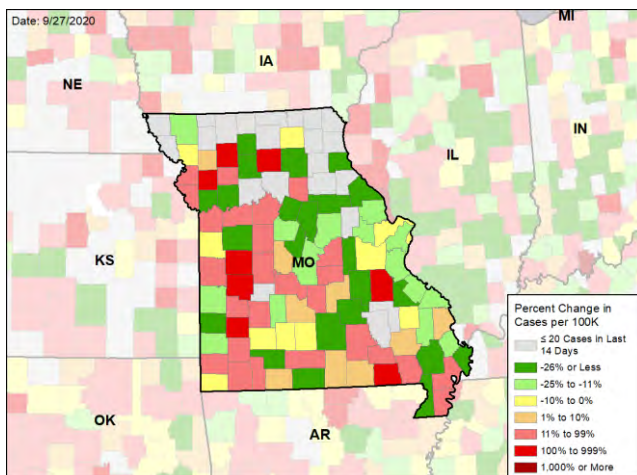 Date: 9/27/2020
MI
IA
NE
IL
IN
MO
KS
OK
AR
Percent Change in
Cases per 100K
≤ 20 Cases in Last
14 Days
-26% or Less
-25% to -11%
-10% to 0%
1% to 10%
11% to 99%
100% to 999%
1,000% or More